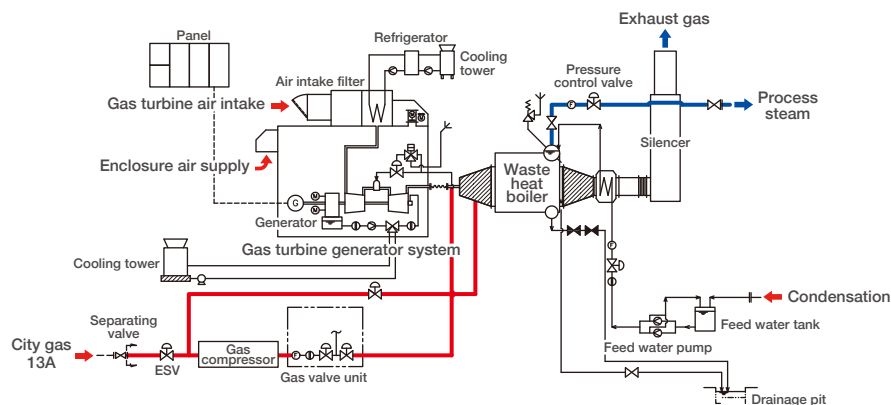 Exhaust gas
Panel
Refrigerator
Cooling
tower
Air intake filter
Pressure
control valve
Gas turbine air intake
F
Process
steam
Silencer
Enclosure air supply
Waste
heat
boiler
M
G
M
Generator
Gas turbine generator
system
Cooling tower
F
Condensation
Feed water tank
Feed water pump
Separating
valve
City gas
13A
ESV
Gas
compressor
F
Gas valve unit
Drainage pit